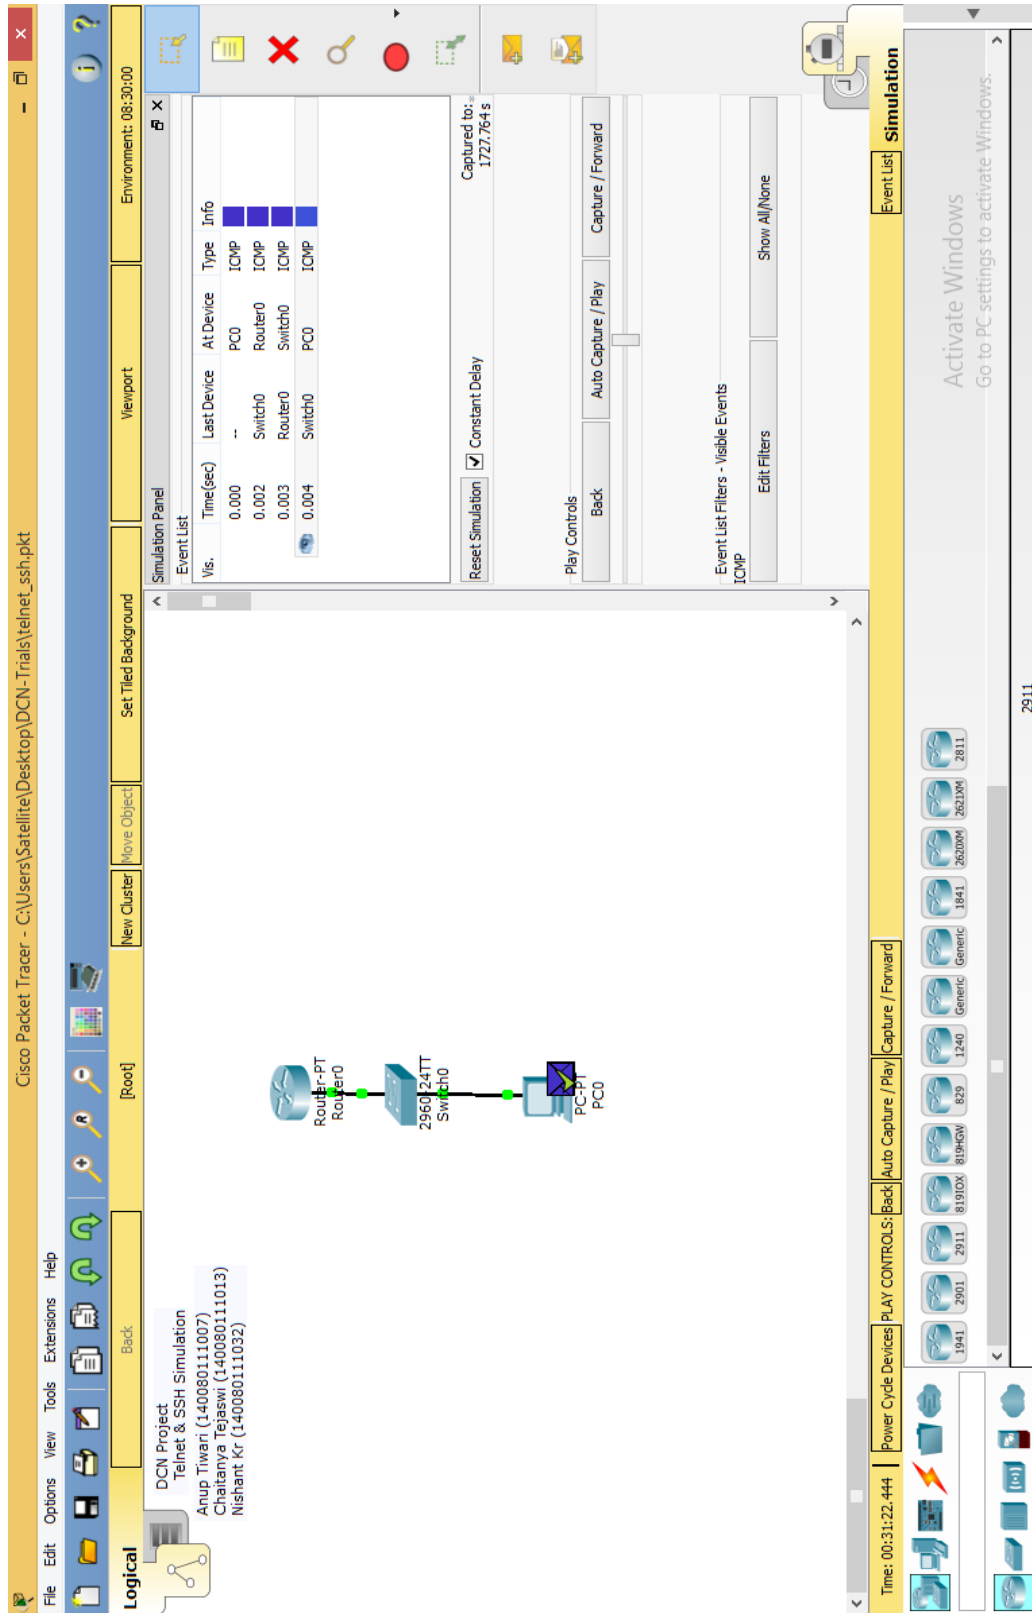 Cisco Packet Tracer - C:\Users\Satellite\Desktop\DCN-Trials\telnet_ssh.pkt
File Edit Options View Tools Extensions Help
Logical
Back
[Root]
New Cluster
Move Object
Set Tiled Background
Viewport
Environment: 08:30:00
DCN Project
Telnet & SSH Simulation
Anup Tiwari (140080111007)
Chaitanya Tejaswi (140080111013)
Nishant Kr (140080111032)
Router-PT
Router0
2960-24TT
Switch0
PC-PT
PC0
Simulation Panel
Event List
Vis. Time(sec) Last Device At Device Type Info
0.000 -- PC0 ICMP
0.002 Switch0 Router0 ICMP
0.003 Router0 Switch0 ICMP
0.004 Switch0 PC0 ICMP
Reset Simulation Constant Delay
Captured to:
1727.764 s
Play Controls
Back Auto Capture / Play Capture / Forward
Event List Filters - Visible Events
ICMP
Edit Filters Show All/None
Time: 00:31:22.444 Power Cycle Devices PLAY CONTROLS: Back Auto Capture / Play Capture / Forward
Event List Simulation
1941 2901 2911 819IOX 819HGW 829 1240 Generic Generic 1841 2620XM 2621XM 2811
Activate Windows
Go to PC settings to activate Windows.
2911